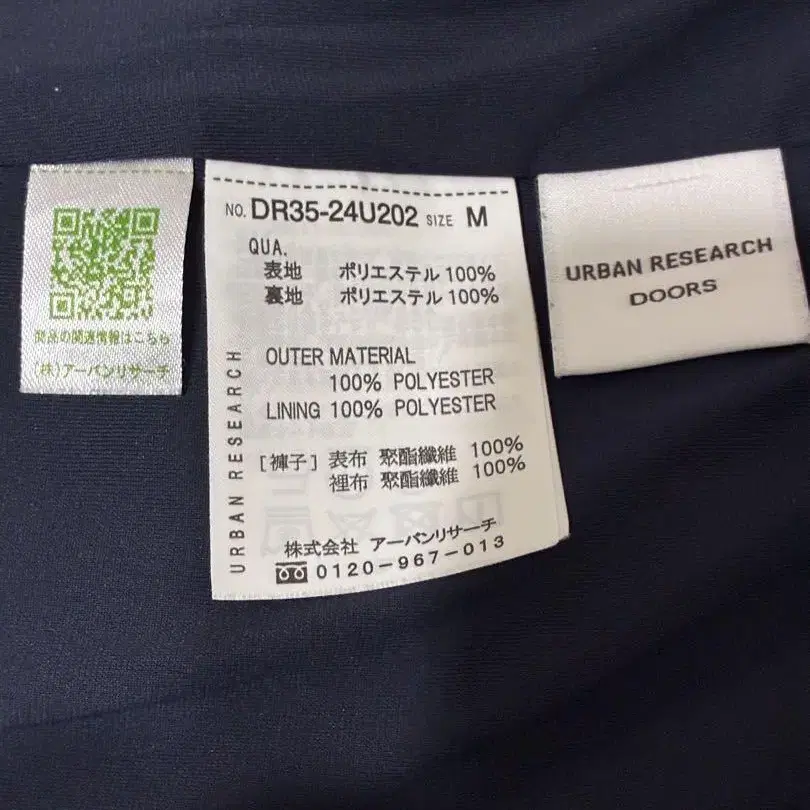 商品の関連情報はこちら
(株)アーバンリサーチ
NO. DR35-24U202 SIZE M
QUA.
表地 ポリエステル 100%
裏地 ポリエステル 100%
OUTER MATERIAL
100% POLYESTER
LINING 100% POLYESTER
[褲子] 表布 聚酯纖維 100%
裡布 聚酯纖維 100%
株式会社 アーバンリサーチ
0120-967-013
URBAN RESEARCH
URBAN RESEARCH
DOORS